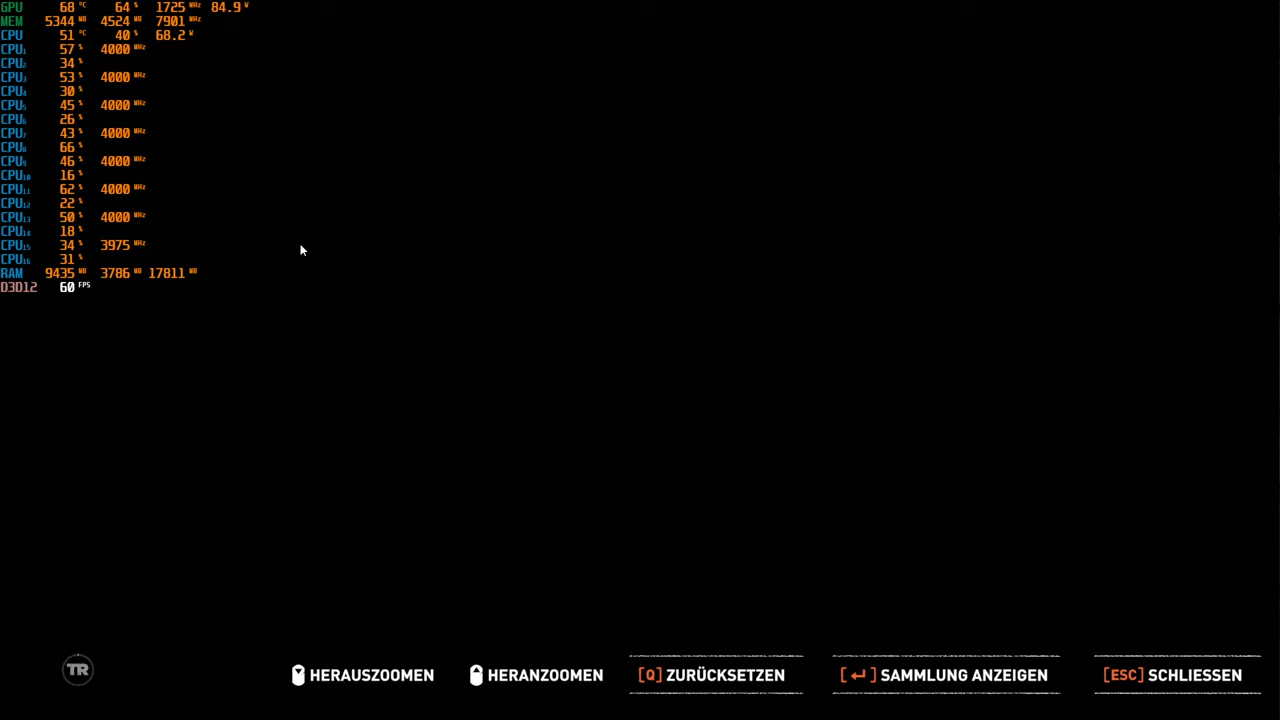 GPU 68 °C 64 % 1725 MHz 84.9 W
MEM 5344 MB 4524 MB 7901 MHz
CPU 51 °C 40 % 68.2 W
CPU1 57 % 4000 MHz
CPU2 34 %
CPU3 53 % 4000 MHz
CPU4 30 %
CPU5 45 % 4000 MHz
CPU6 26 %
CPU7 43 % 4000 MHz
CPU8 66 %
CPU9 46 % 4000 MHz
CPU10 16 %
CPU11 62 % 4000 MHz
CPU12 22 %
CPU13 50 % 4000 MHz
CPU14 18 %
CPU15 34 % 3975 MHz
CPU16 31 %
RAM 9435 MB 3786 MB 17811 MB
D3D12 60 FPS
TR HERAUSZOOMEN HERANZOOMEN [Q] ZURÜCKSETZEN [↵] SAMMLUNG ANZEIGEN [ESC] SCHLIESSEN